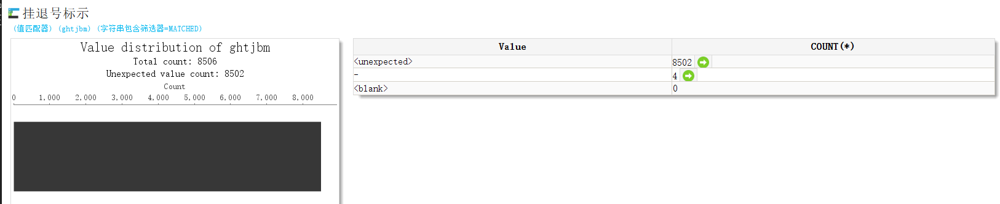 挂退号标示
(值匹配器) (ghtjbm) (字符串包含筛选器=MATCHED)
Value distribution of ghtjbm
Total count: 8506
Unexpected value count: 8502
Count
0 1,000 2,000 3,000 4,000 5,000 6,000 7,000 8,000
Value COUNT(*)
<unexpected> 8502
- 4
<blank> 0